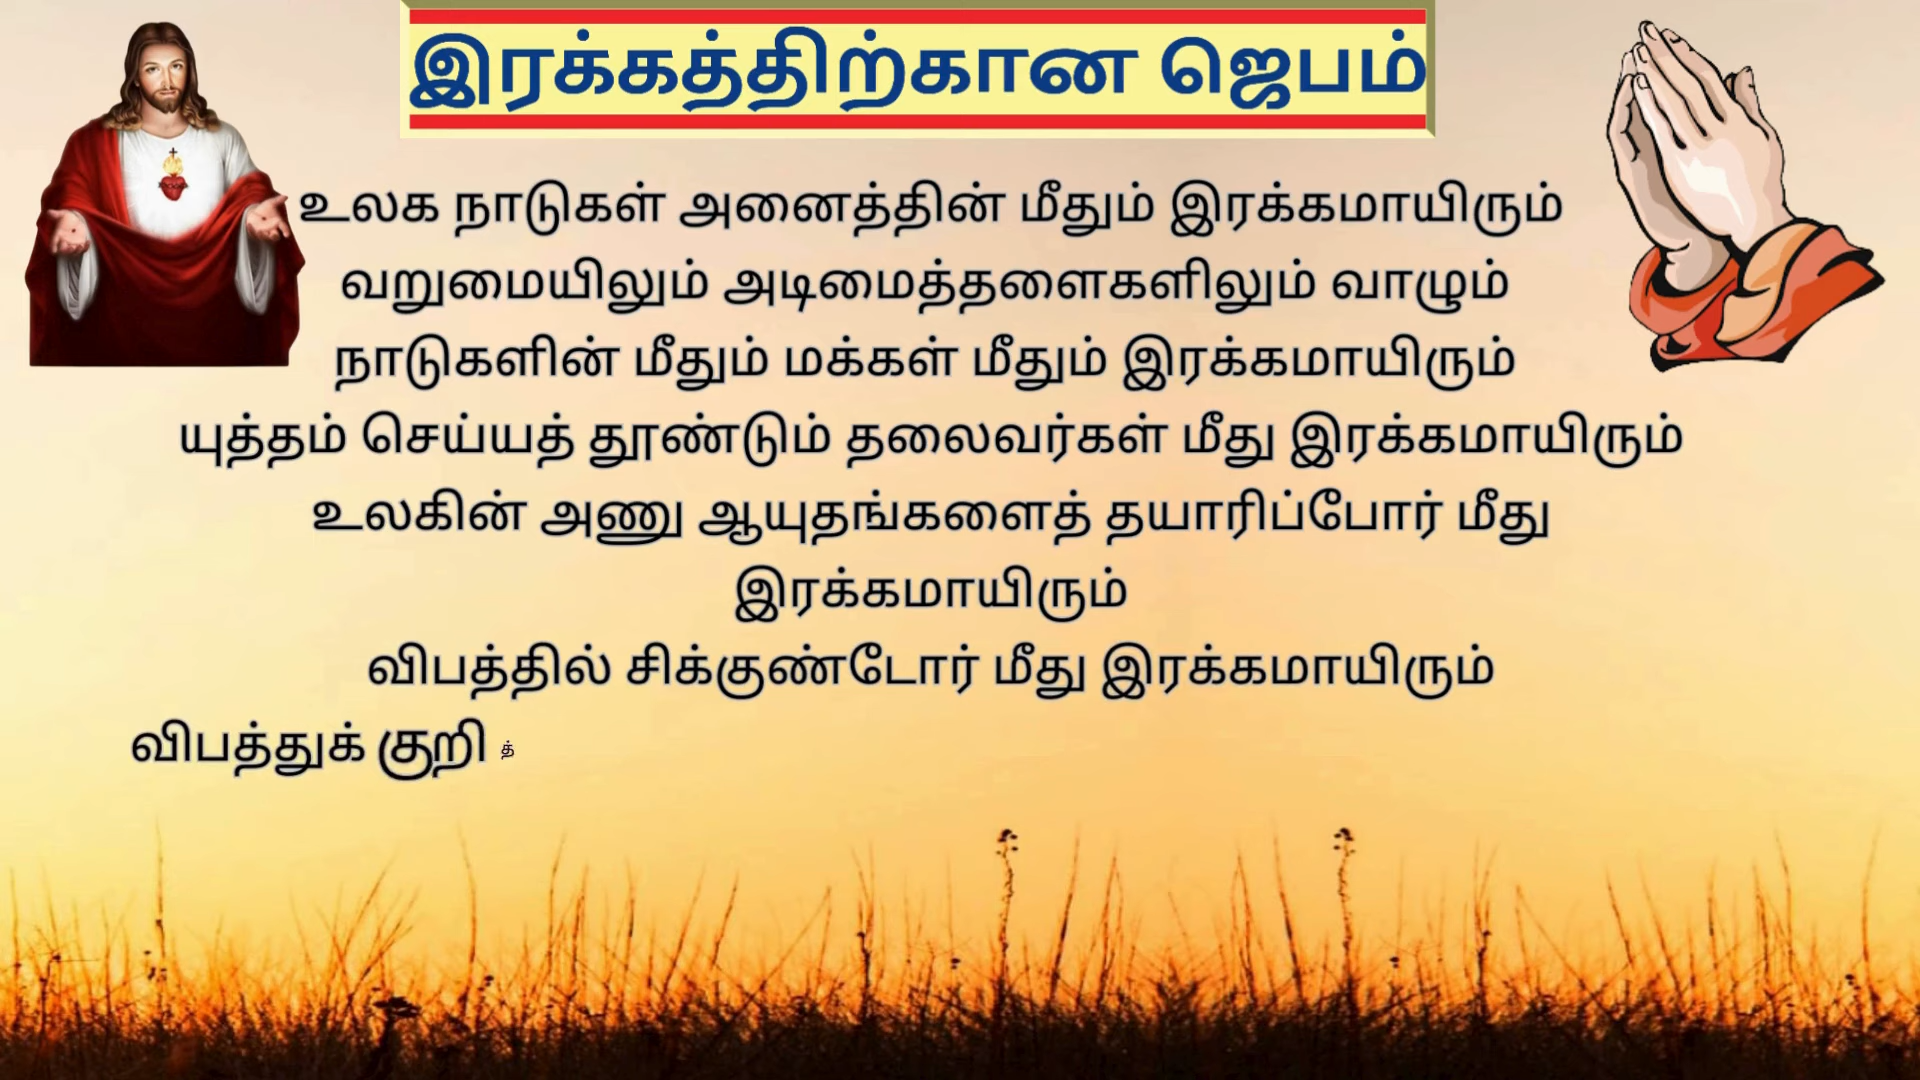 இரக்கத்திற்கான ஜெபம்
உலக நாடுகள் அனைத்தின் மீதும் இரக்கமாயிரும்
வறுமையிலும் அடிமைத்தளைகளிலும் வாழும்
நாடுகளின் மீதும் மக்கள் மீதும் இரக்கமாயிரும்
யுத்தம் செய்யத் தூண்டும் தலைவர்கள் மீது இரக்கமாயிரும்
உலகின் அணு ஆயுதங்களைத் தயாரிப்போர் மீது
இரக்கமாயிரும்
விபத்தில் சிக்குண்டோர் மீது இரக்கமாயிரும்
விபத்துக் குறி த்